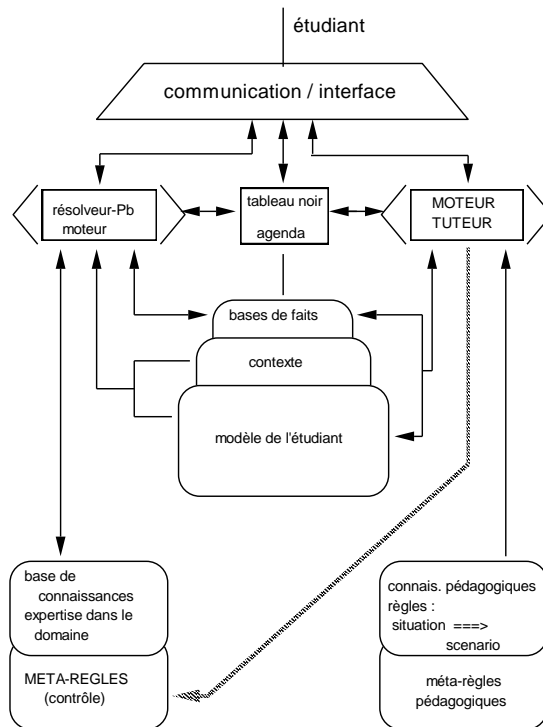 étudiant
communication / interface
résolveur-Pb
moteur
tableau noir
agenda
MOTEUR
TUTEUR
bases de faits
contexte
modèle de l'étudiant
base de
connaissances
expertise dans le
domaine
META-REGLES
(contrôle)
connais. pédagogiques
règles :
situation ===>
scenario
méta-règles
pédagogiques